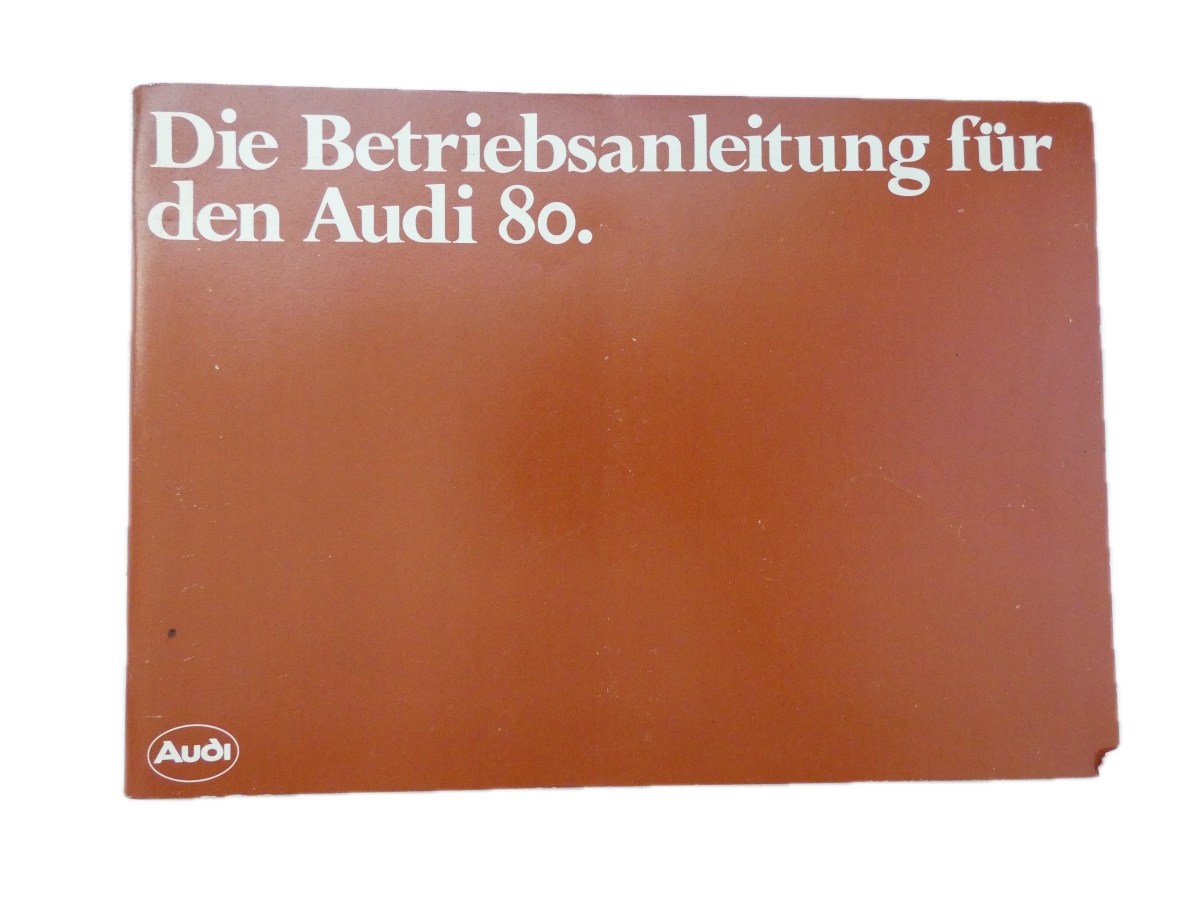 Die Betriebsanleitung für
den Audi 80.
Audi